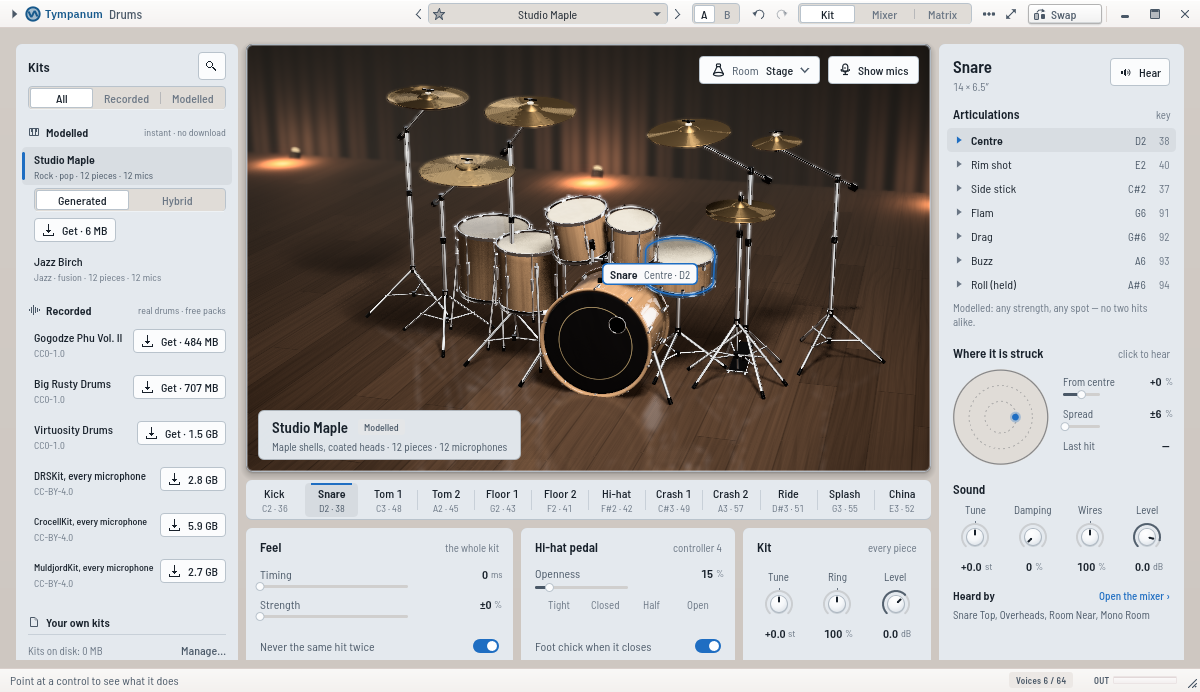 Tympanum Drums
Studio Maple
A B
Kit Mixer Matrix
Swap
Kits
All Recorded Modelled
Modelled instant · no download
Studio Maple
Rock · pop · 12 pieces · 12 mics
Generated Hybrid
Get · 6 MB
Jazz Birch
Jazz · fusion · 12 pieces · 12 mics
Recorded real drums · free packs
Gogodze Phu Vol. II
CC0-1.0
Get · 484 MB
Big Rusty Drums
CC0-1.0
Get · 707 MB
Virtuosity Drums
CC0-1.0
Get · 1.5 GB
DRSKit, every microphone
CC-BY-4.0
2.8 GB
CrocellKit, every microphone
CC-BY-4.0
5.9 GB
MuldjordKit, every microphone
CC-BY-4.0
2.7 GB
Your own kits
Kits on disk: 0 MB Manage...
Room Stage
Show mics
Snare Centre · D2
Studio Maple Modelled
Maple shells, coated heads · 12 pieces · 12 microphones
Kick Snare Tom 1 Tom 2 Floor 1 Floor 2 Hi-hat Crash 1 Crash 2 Ride Splash China
C2 · 36 D2 · 38 C3 · 48 A2 · 45 G2 · 43 F2 · 41 F#2 · 42 C#3 · 49 A3 · 57 D#3 · 51 G3 · 55 E3 · 52
Feel the whole kit
Timing 0 ms
Strength ±0 %
Never the same hit twice
Hi-hat pedal controller 4
Openness 15 %
Tight Closed Half Open
Foot chick when it closes
Kit every piece
Tune Ring Level
+0.0 st 100 % 0.0 dB
Snare
14 × 6.5"
Hear
Articulations key
Centre D2 38
Rim shot E2 40
Side stick C#2 37
Flam G6 91
Drag G#6 92
Buzz A6 93
Roll (held) A#6 94
Modelled: any strength, any spot — no two hits
alike.
Where it is struck click to hear
From centre +0 %
Spread ±6 %
Last hit –
Sound
Tune Damping Wires Level
+0.0 st 0 % 100 % 0.0 dB
Heard by Open the mixer ›
Snare Top, Overheads, Room Near, Mono Room
Point at a control to see what it does
Voices 6 / 64 OUT